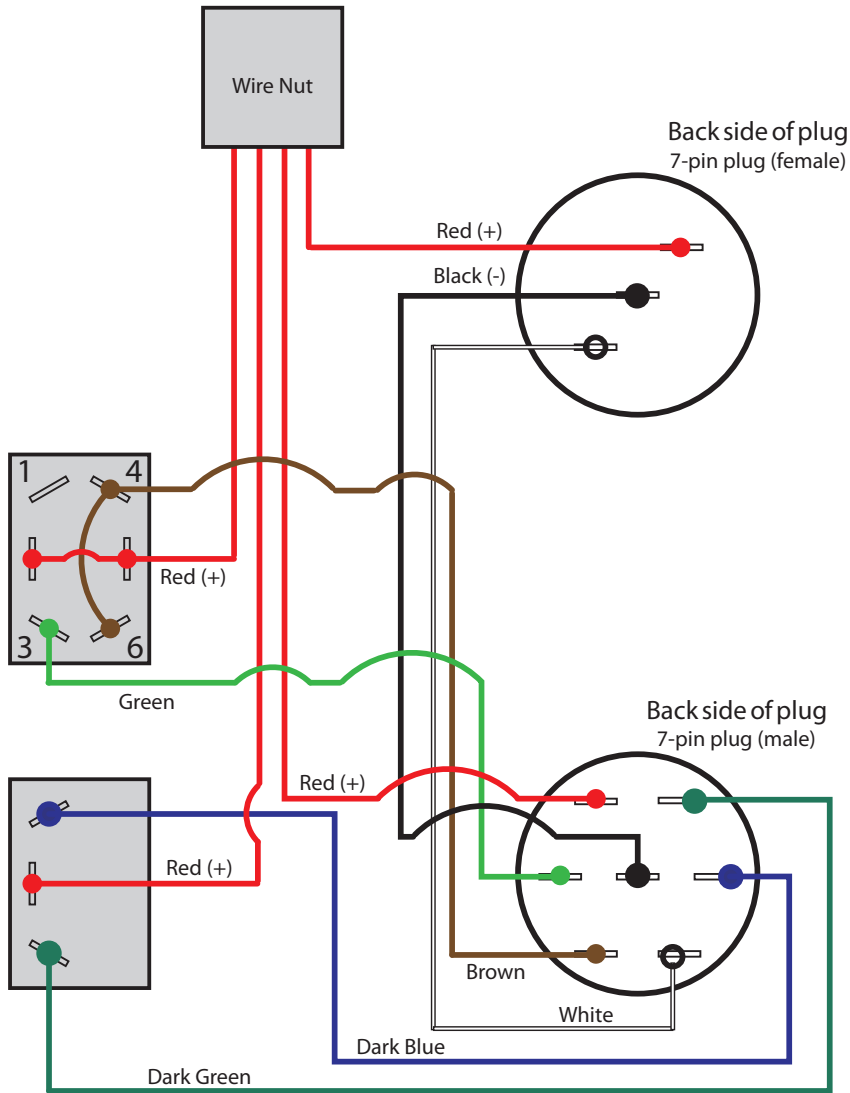 Wire Nut
Back side of plug
7-pin plug (female)
Red (+)
Black (-)
1 4
Red (+)
3 6
Green
Back side of plug
7-pin plug (male)
Red (+)
Red (+)
Brown
White
Dark Blue
Dark Green